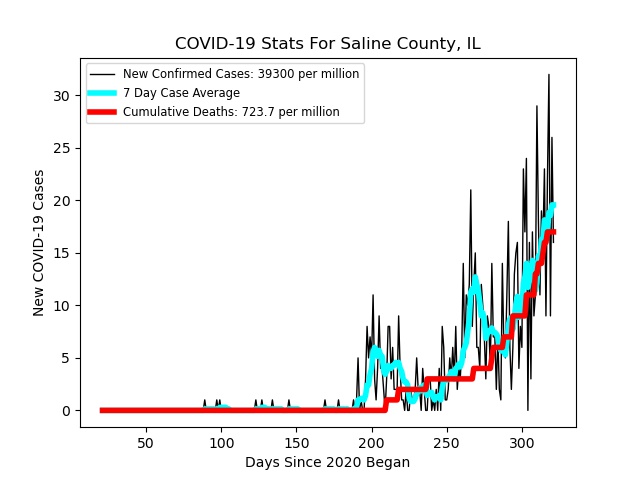 COVID-19 Stats For Saline County, IL
New Confirmed Cases: 39300 per million
7 Day Case Average
Cumulative Deaths: 723.7 per million
New COVID-19 Cases
30
25
20
15
10
5
0
50 100 150 200 250 300
Days Since 2020 Began